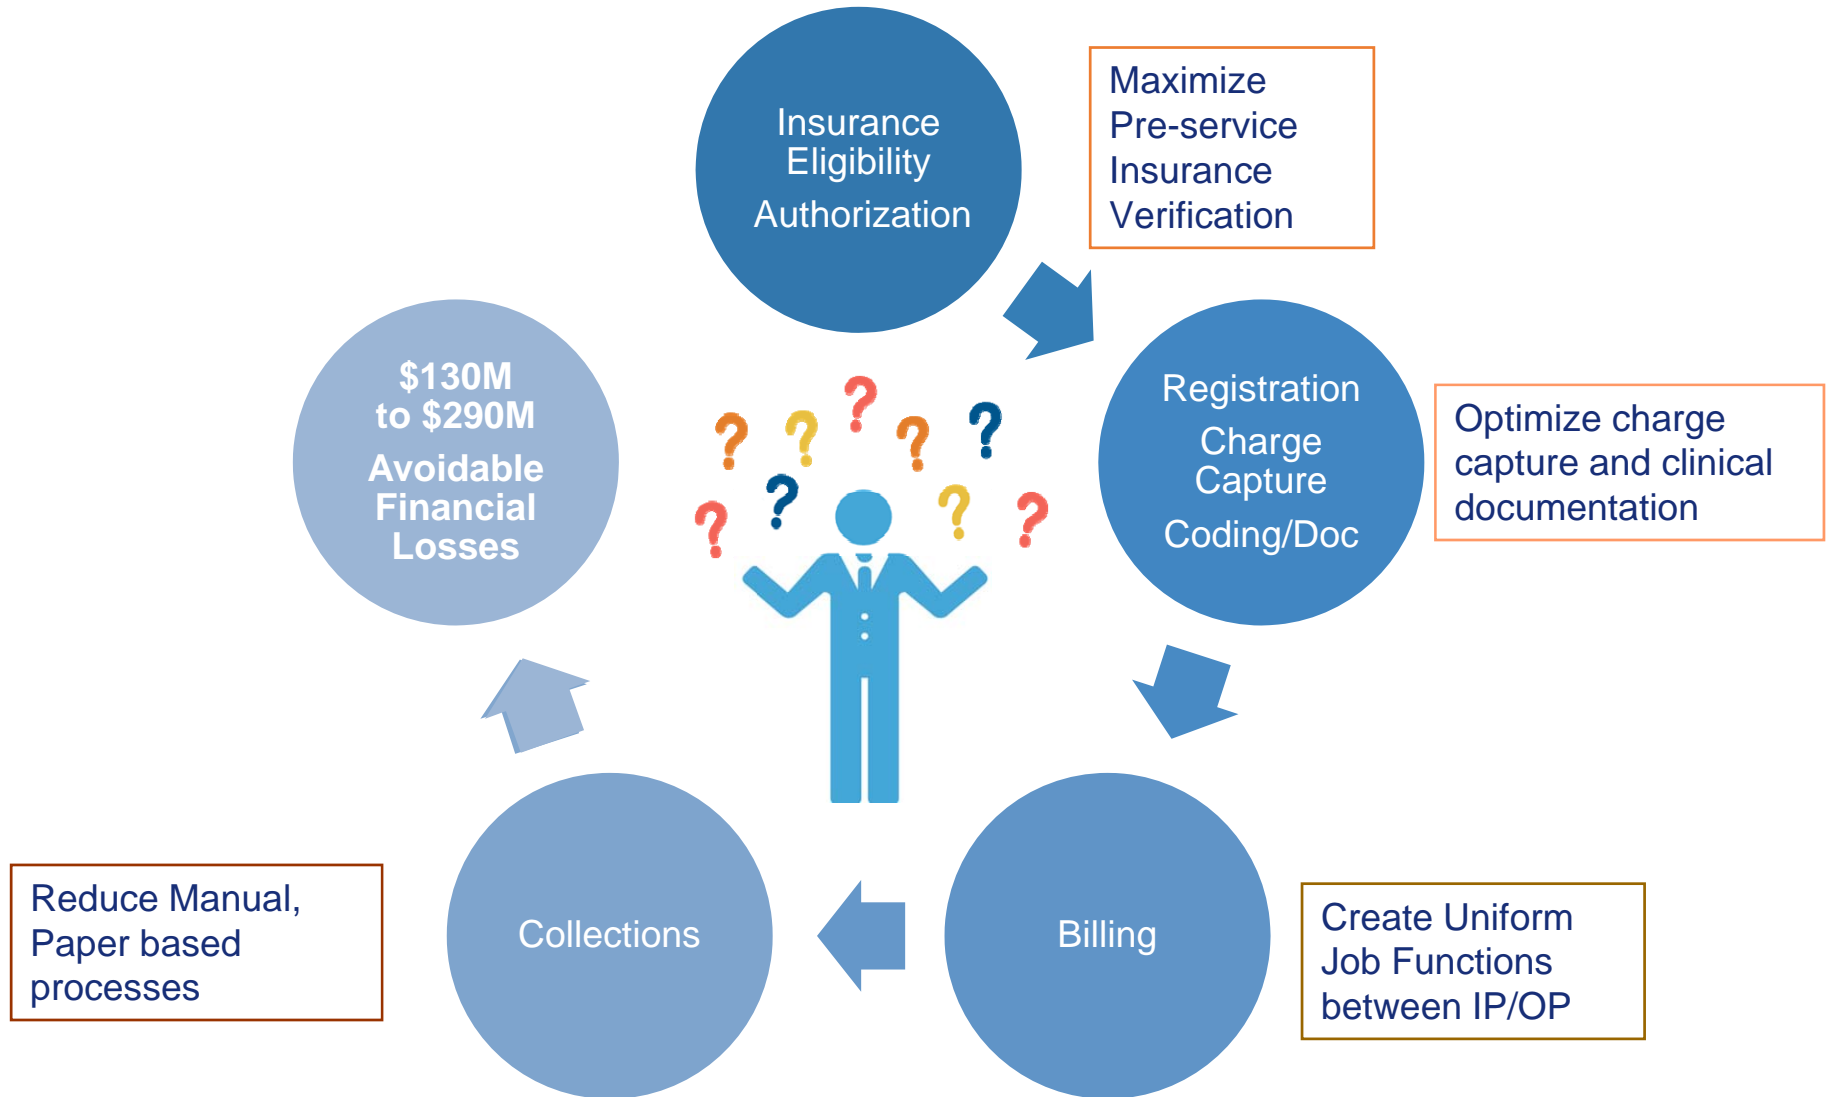 Insurance
Eligibility
Authorization
Maximize
Pre-service
Insurance
Verification
Registration
Charge
Capture
Coding/Doc
Optimize charge
capture and clinical
documentation
Billing
Create Uniform
Job Functions
between IP/OP
Collections
Reduce Manual,
Paper based
processes
$130M
to $290M
Avoidable
Financial
Losses
? ? ? ? ? ? ? ? ?